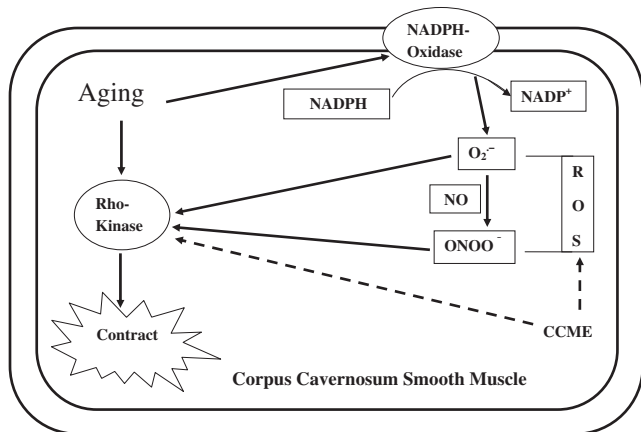 NADPH-
Oxidase
Aging
NADPH
NADP⁺
O₂·⁻
R
O
S
NO
Rho-
Kinase
ONOO⁻
Contract
CCME
Corpus Cavernosum Smooth Muscle